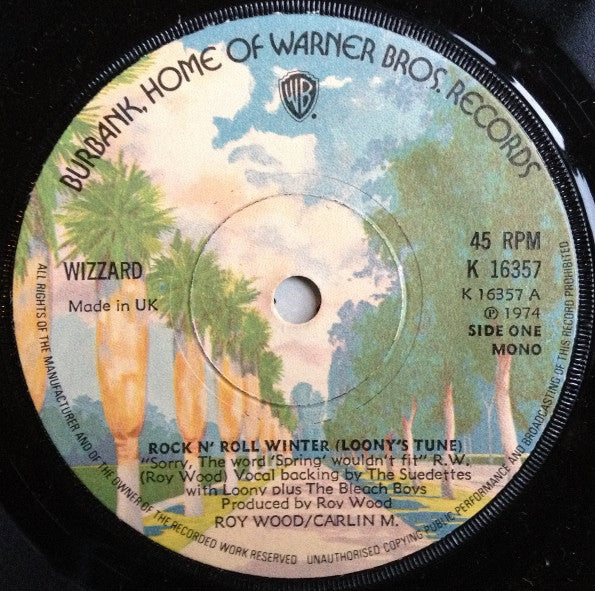 BURBANK, HOME OF WARNER BROS. RECORDS
WB.
WIZZARD
Made in UK
45 RPM
K 16357
K 16357 A
℗ 1974
SIDE ONE
MONO
ROCK N' ROLL WINTER (LOONY'S TUNE)
"Sorry, The word 'Spring' wouldn't fit" R.W.
(Roy Wood) Vocal backing by The Suedettes
with Loony plus The Bleach Boys
Produced by Roy Wood
ROY WOOD/CARLIN M.
ALL RIGHTS OF THE MANUFACTURER AND OF THE OWNER OF THE RECORDED WORK RESERVED UNAUTHORISED COPYING PUBLIC PERFORMANCE AND BROADCASTING OF THIS RECORD PROHIBITED.